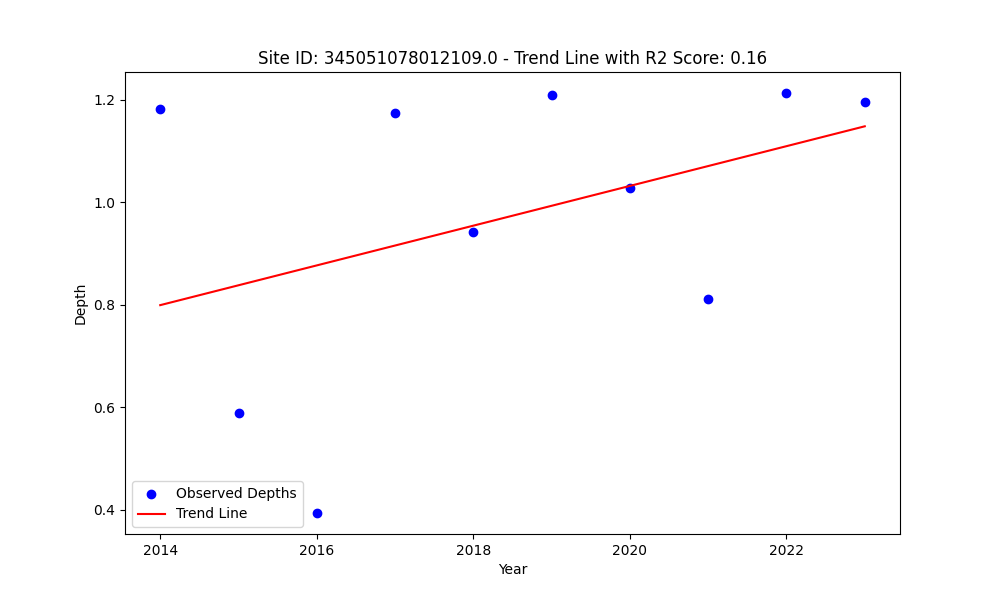 Site ID: 345051078012109.0 - Trend Line with R2 Score: 0.16
1.2
1.0
0.8
0.6
0.4
Depth
Observed Depths
Trend Line
2014 2016 2018 2020 2022
Year